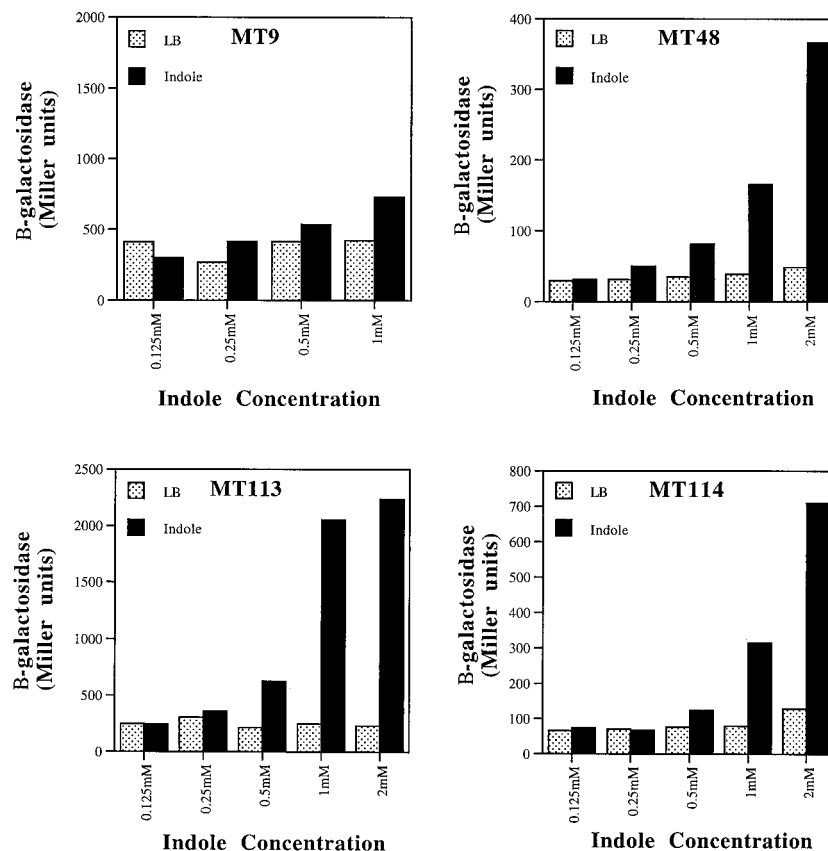 MT9
LB
Indole
2000
1500
1000
500
0
B-galactosidase
(Miller units)
0.125mM
0.25mM
0.5mM
1mM
Indole Concentration
MT48
LB
Indole
400
300
200
100
0
B-galactosidase
(Miller units)
0.125mM
0.25mM
0.5mM
1mM
2mM
Indole Concentration
MT113
LB
Indole
2500
2000
1500
1000
500
0
B-galactosidase
(Miller units)
0.125mM
0.25mM
0.5mM
1mM
2mM
Indole Concentration
MT114
LB
Indole
800
700
600
500
400
300
200
100
0
B-galactosidase
(Miller units)
0.125mM
0.25mM
0.5mM
1mM
2mM
Indole Concentration